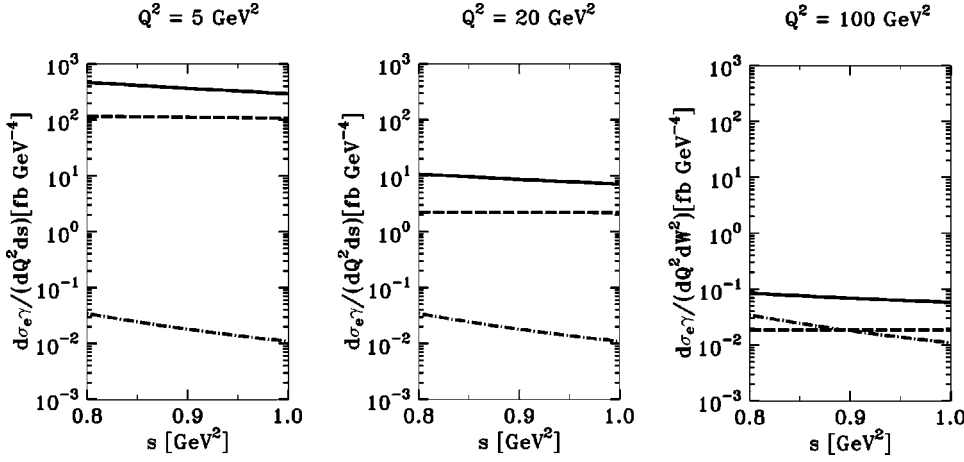 Q² = 5 GeV²
dσₑγ/(dQ²ds)[fb GeV⁻⁴]
10³
10²
10¹
10⁰
10⁻¹
10⁻²
10⁻³
0.8 0.9 1.0
s [GeV²]
Q² = 20 GeV²
dσₑγ/(dQ²ds)[fb GeV⁻⁴]
10³
10²
10¹
10⁰
10⁻¹
10⁻²
10⁻³
0.8 0.9 1.0
s [GeV²]
Q² = 100 GeV²
dσₑγ/(dQ²dW²)[fb GeV⁻⁴]
10³
10²
10¹
10⁰
10⁻¹
10⁻²
10⁻³
0.8 0.9 1.0
s [GeV²]